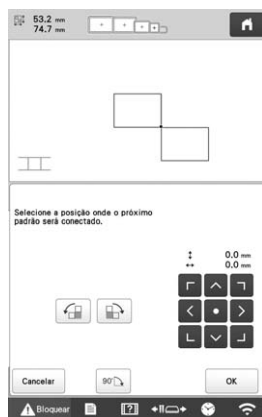 53.2 mm
74.7 mm
Selecione a posição onde o próximo
padrão será conectado.
0.0 mm
0.0 mm
Cancelar
90°
OK
Bloquear